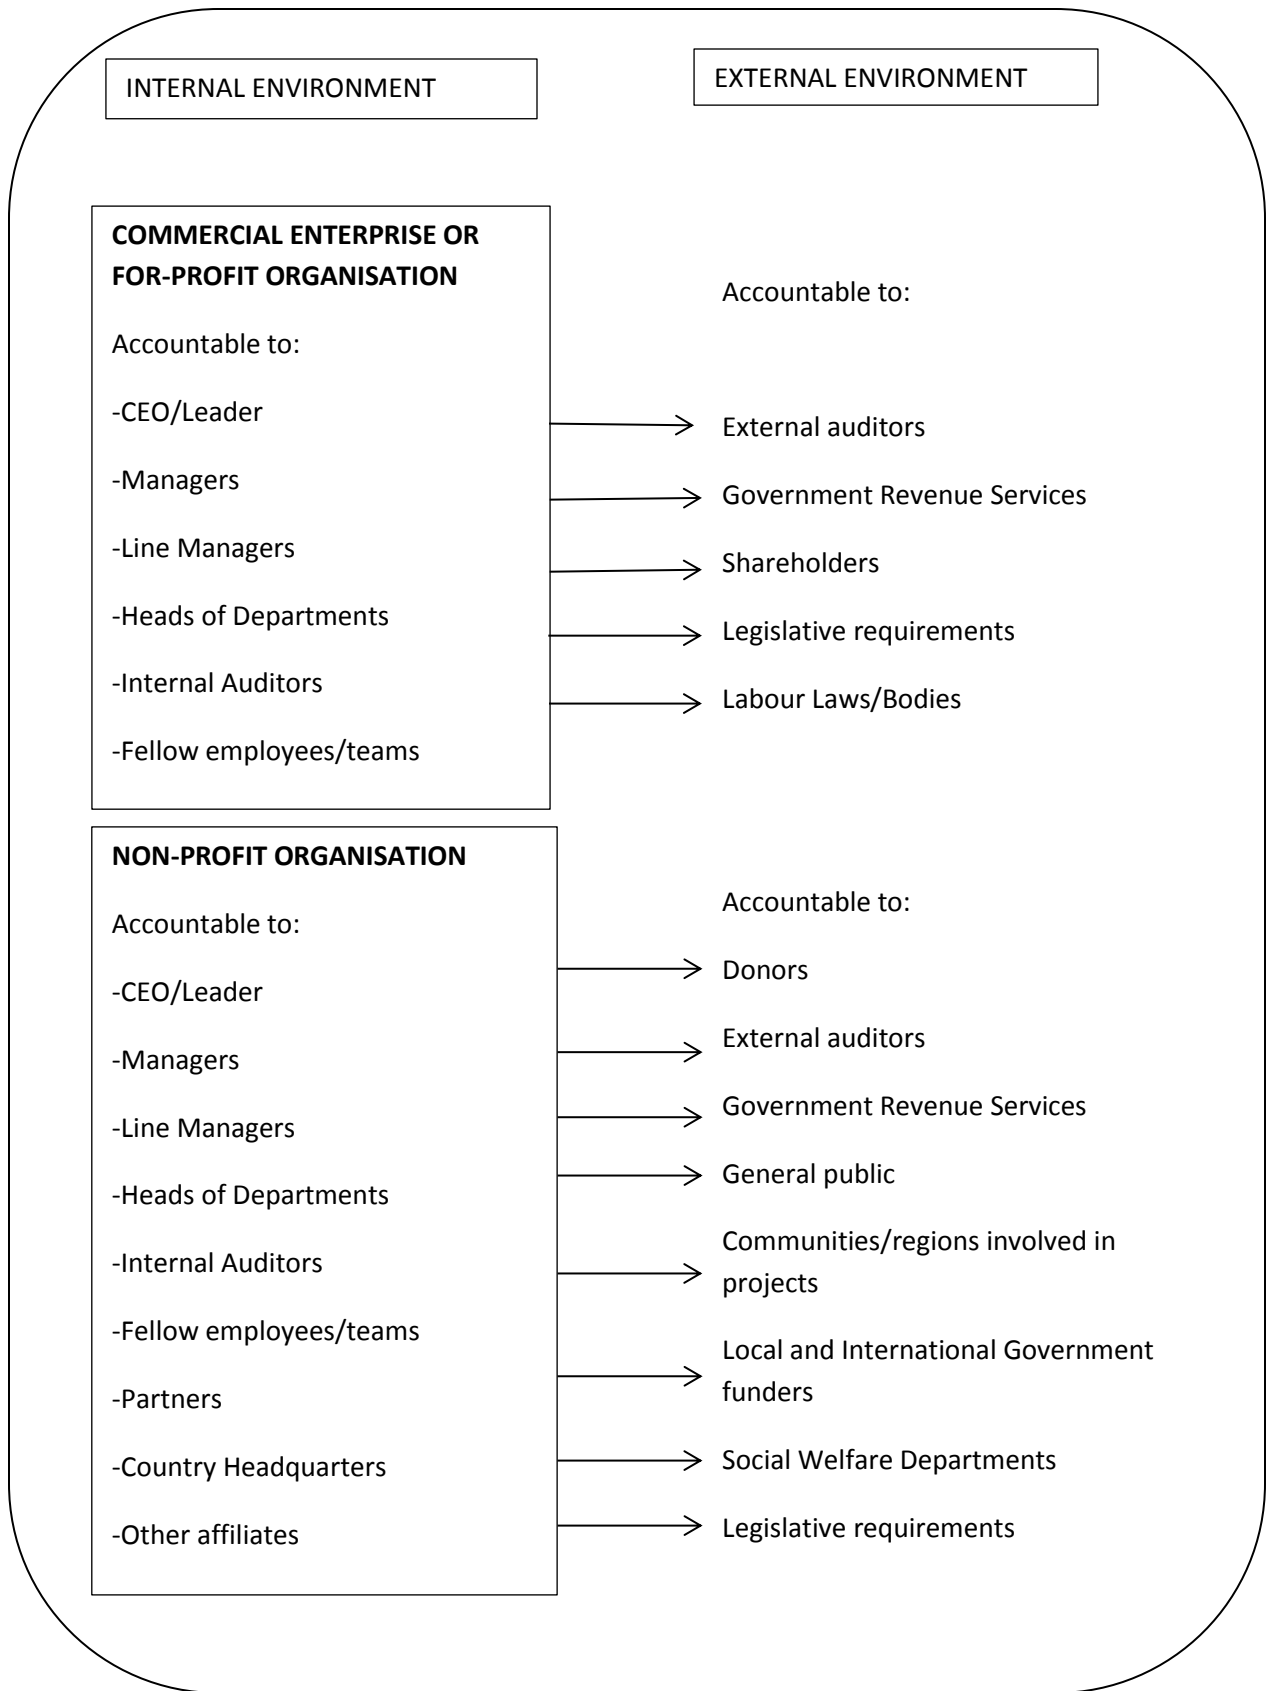 INTERNAL ENVIRONMENT
EXTERNAL ENVIRONMENT
COMMERCIAL ENTERPRISE OR
FOR-PROFIT ORGANISATION
Accountable to:
-CEO/Leader
-Managers
-Line Managers
-Heads of Departments
-Internal Auditors
-Fellow employees/teams
Accountable to:
External auditors
Government Revenue Services
Shareholders
Legislative requirements
Labour Laws/Bodies
NON-PROFIT ORGANISATION
Accountable to:
-CEO/Leader
-Managers
-Line Managers
-Heads of Departments
-Internal Auditors
-Fellow employees/teams
-Partners
-Country Headquarters
-Other affiliates
Accountable to:
Donors
External auditors
Government Revenue Services
General public
Communities/regions involved in
projects
Local and International Government
funders
Social Welfare Departments
Legislative requirements